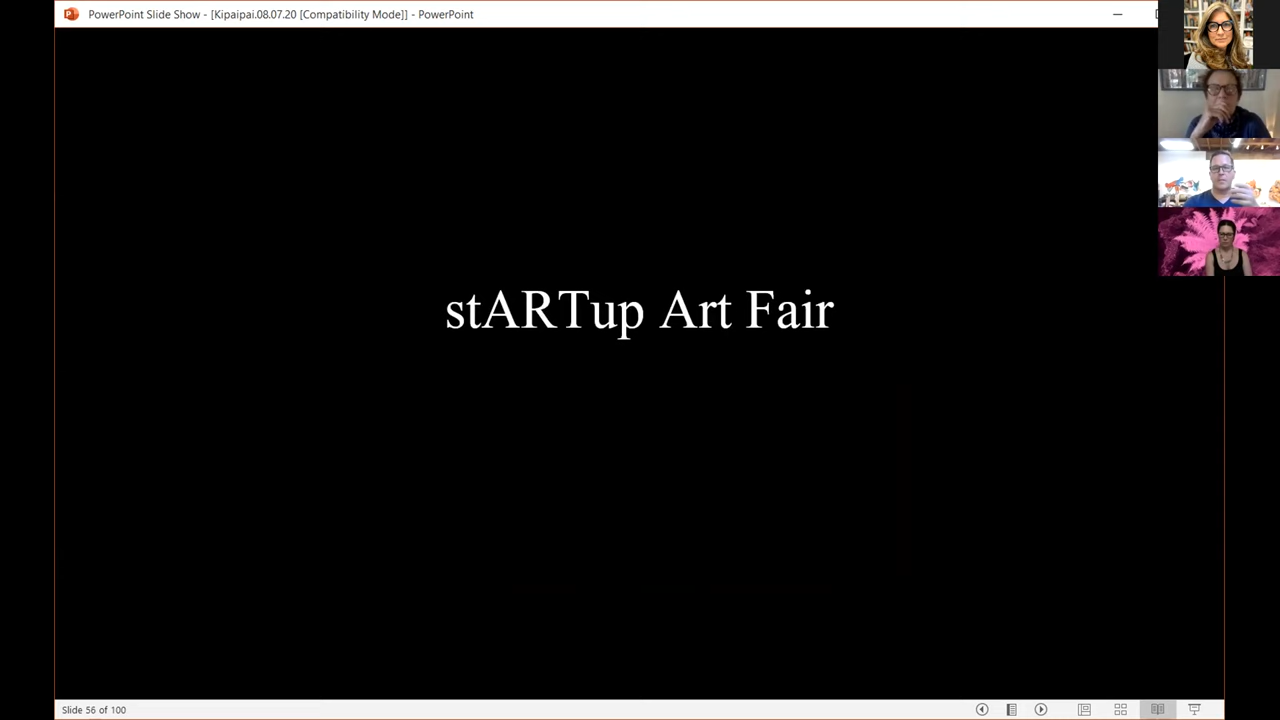 PowerPoint Slide Show - [Kipaipai.08.07.20 [Compatibility Mode]] - PowerPoint
stARTup Art Fair
Slide 56 of 100